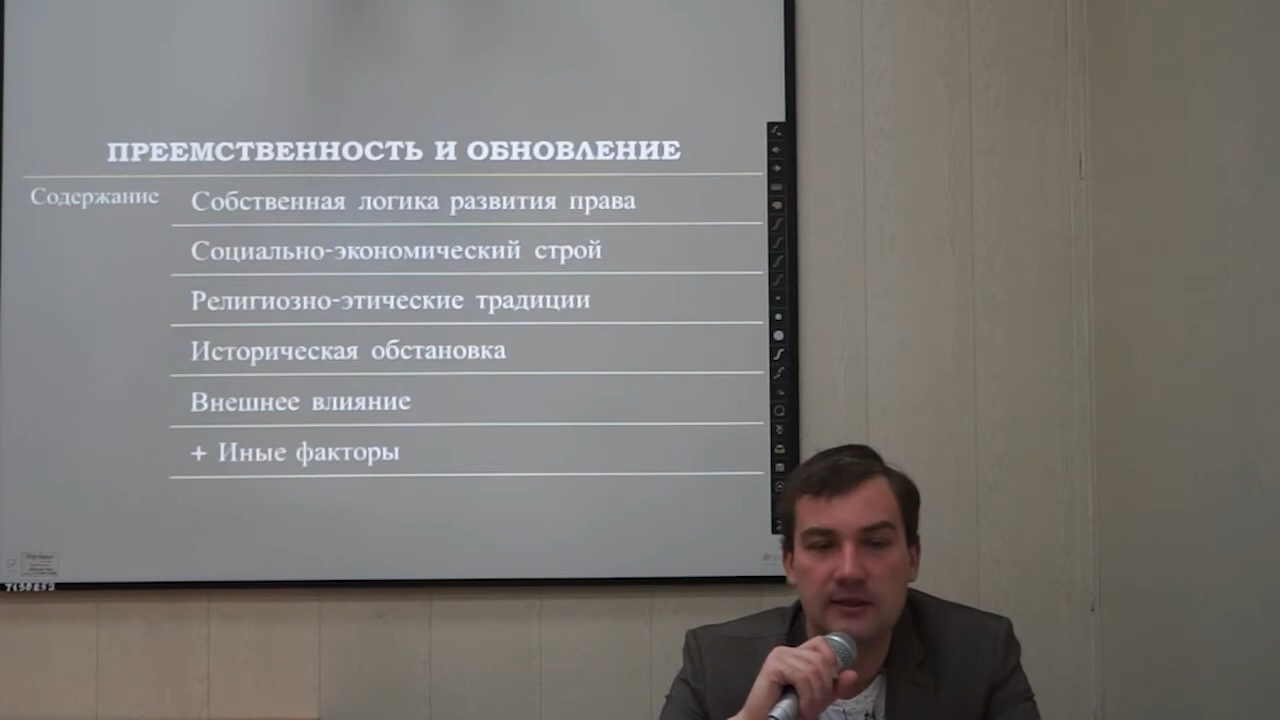 ПРЕЕМСТВЕННОСТЬ И ОБНОВЛЕНИЕ
Содержание
Собственная логика развития права
Социально-экономический строй
Религиозно-этические традиции
Историческая обстановка
Внешнее влияние
+ Иные факторы